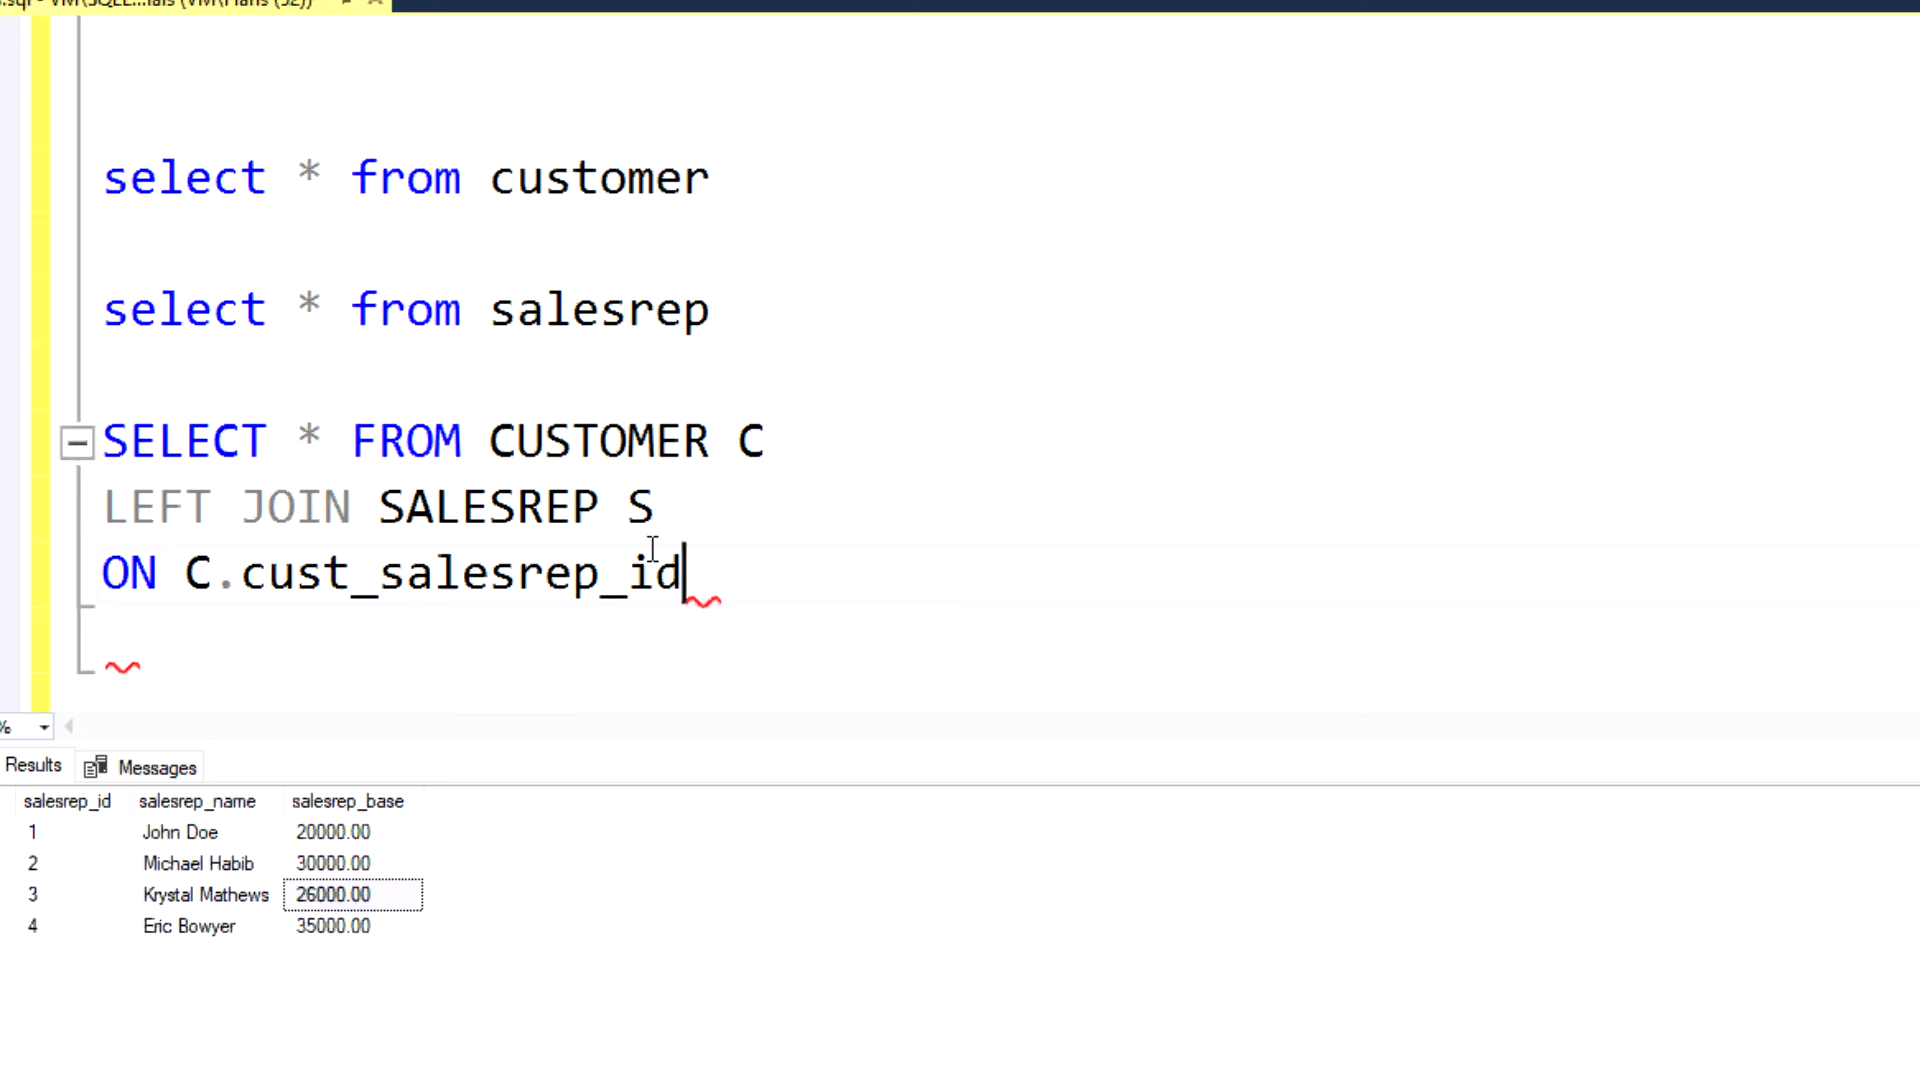 select * from customer
select * from salesrep
SELECT * FROM CUSTOMER C
LEFT JOIN SALESREP S
ON C.cust_salesrep_id
%
Results Messages
salesrep_id salesrep_name salesrep_base
1 John Doe 20000.00
2 Michael Habib 30000.00
3 Krystal Mathews 26000.00
4 Eric Bowyer 35000.00